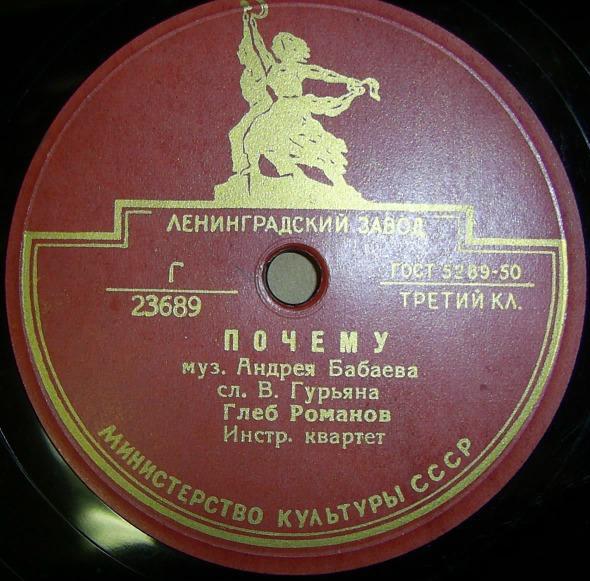 ЛЕНИНГРАДСКИЙ ЗАВОД
Г
23689
ГОСТ 5289-50
ТРЕТИЙ КЛ.
ПОЧЕМУ
муз. Андрея Бабаева
сл. В. Гурьяна
Глеб Романов
Инстр. квартет
МИНИСТЕРСТВО КУЛЬТУРЫ СССР